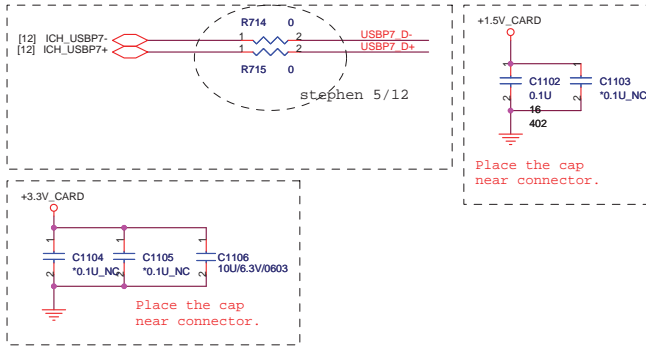 R714 0
[12] ICH_USBP7- 1 2 USBP7_D-
[12] ICH_USBP7+ 1 2 USBP7_D+
R715 0
stephen 5/12
+1.5V_CARD
1 1
C1102 C1103
0.1U *0.1U_NC
2 2
16
402
Place the cap
near connector.
+3.3V_CARD
1 1 1
C1104 C1105 C1106
*0.1U_NC *0.1U_NC 10U/6.3V/0603
2 2 2
Place the cap
near connector.